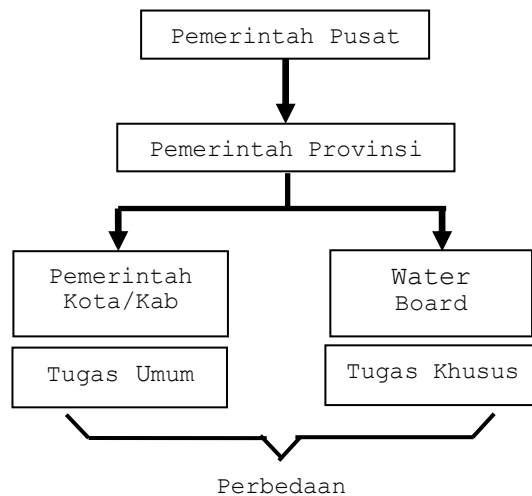 Pemerintah Pusat
Pemerintah Provinsi
Pemerintah
Kota/Kab
Water
Board
Tugas Umum
Tugas Khusus
Perbedaan